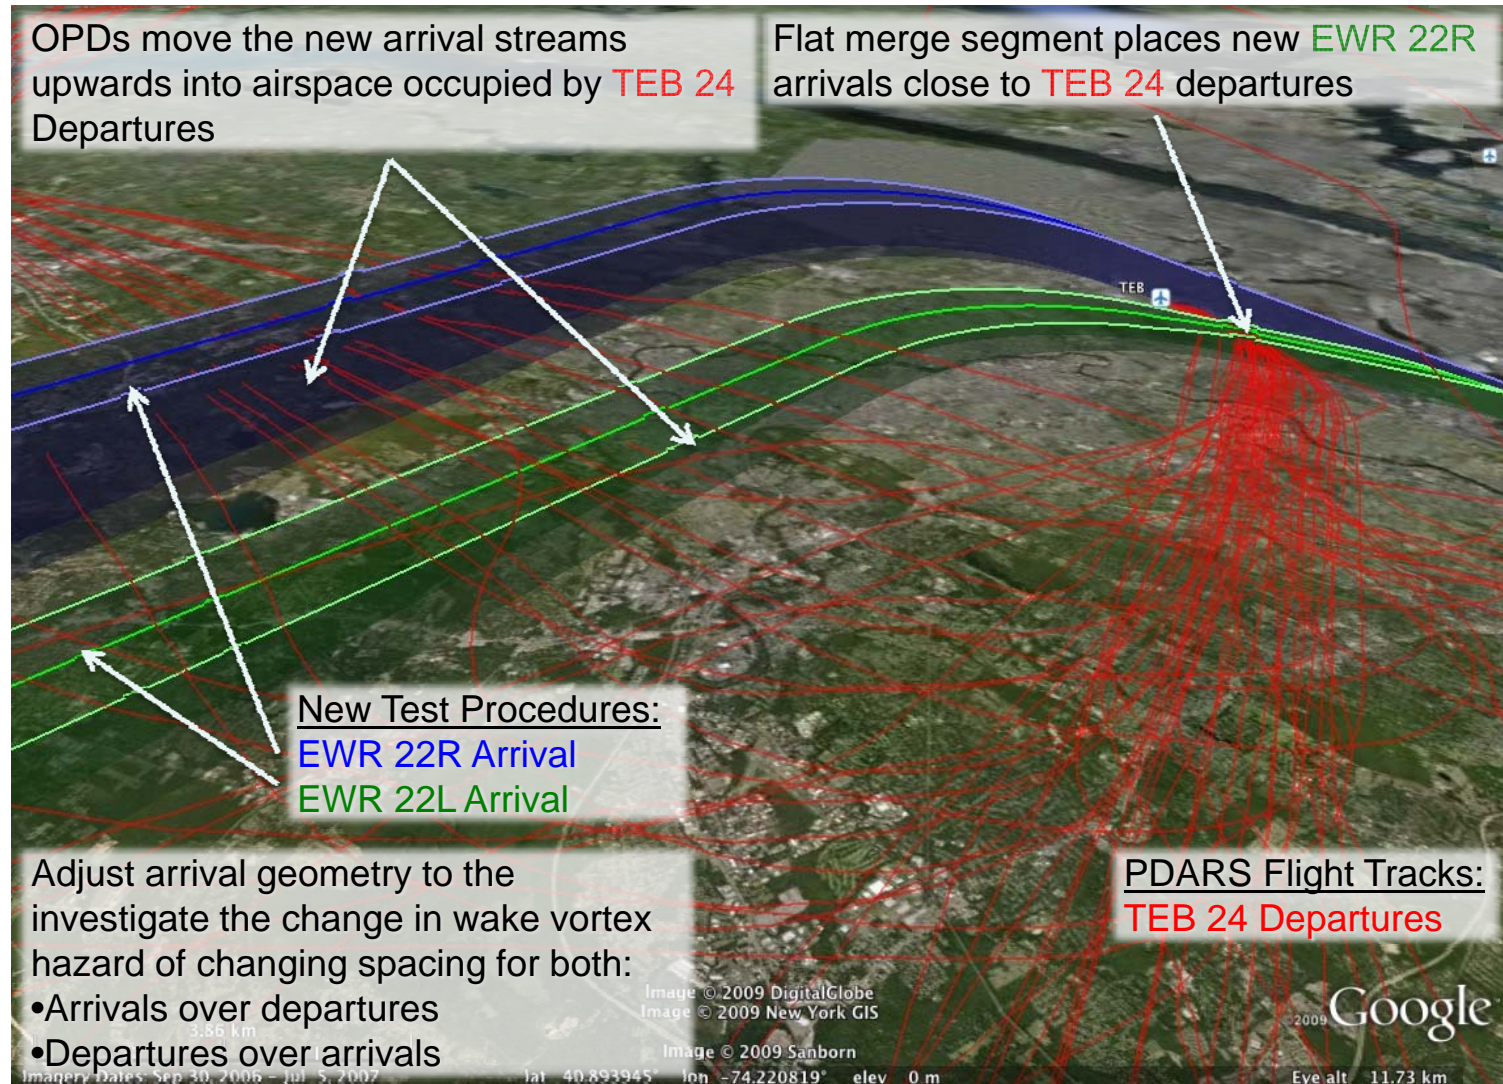 OPDs move the new arrival streams
upwards into airspace occupied by TEB 24
Departures
Flat merge segment places new EWR 22R
arrivals close to TEB 24 departures
TEB
New Test Procedures:
EWR 22R Arrival
EWR 22L Arrival
Adjust arrival geometry to the
investigate the change in wake vortex
hazard of changing spacing for both:
•Arrivals over departures
•Departures over arrivals
PDARS Flight Tracks:
TEB 24 Departures
3.86 km
Image © 2009 DigitalGlobe
Image © 2009 New York GIS
Image © 2009 Sanborn
©2009 Google
Imagery Dates: Sep 30, 2006 - Jul 5, 2007
lat 40.893945° lon -74.220819° elev 0 m
Eye alt 11.73 km